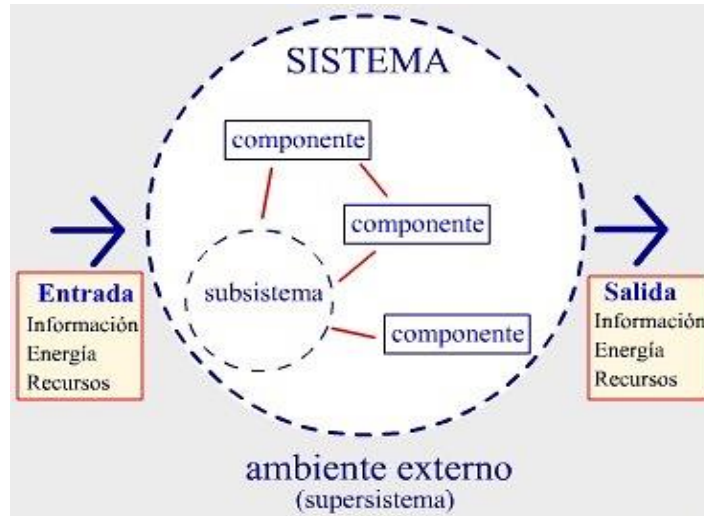 SISTEMA
componente
componente
subsistema
componente
Entrada
Información
Energía
Recursos
Salida
Información
Energía
Recursos
ambiente externo
(supersistema)